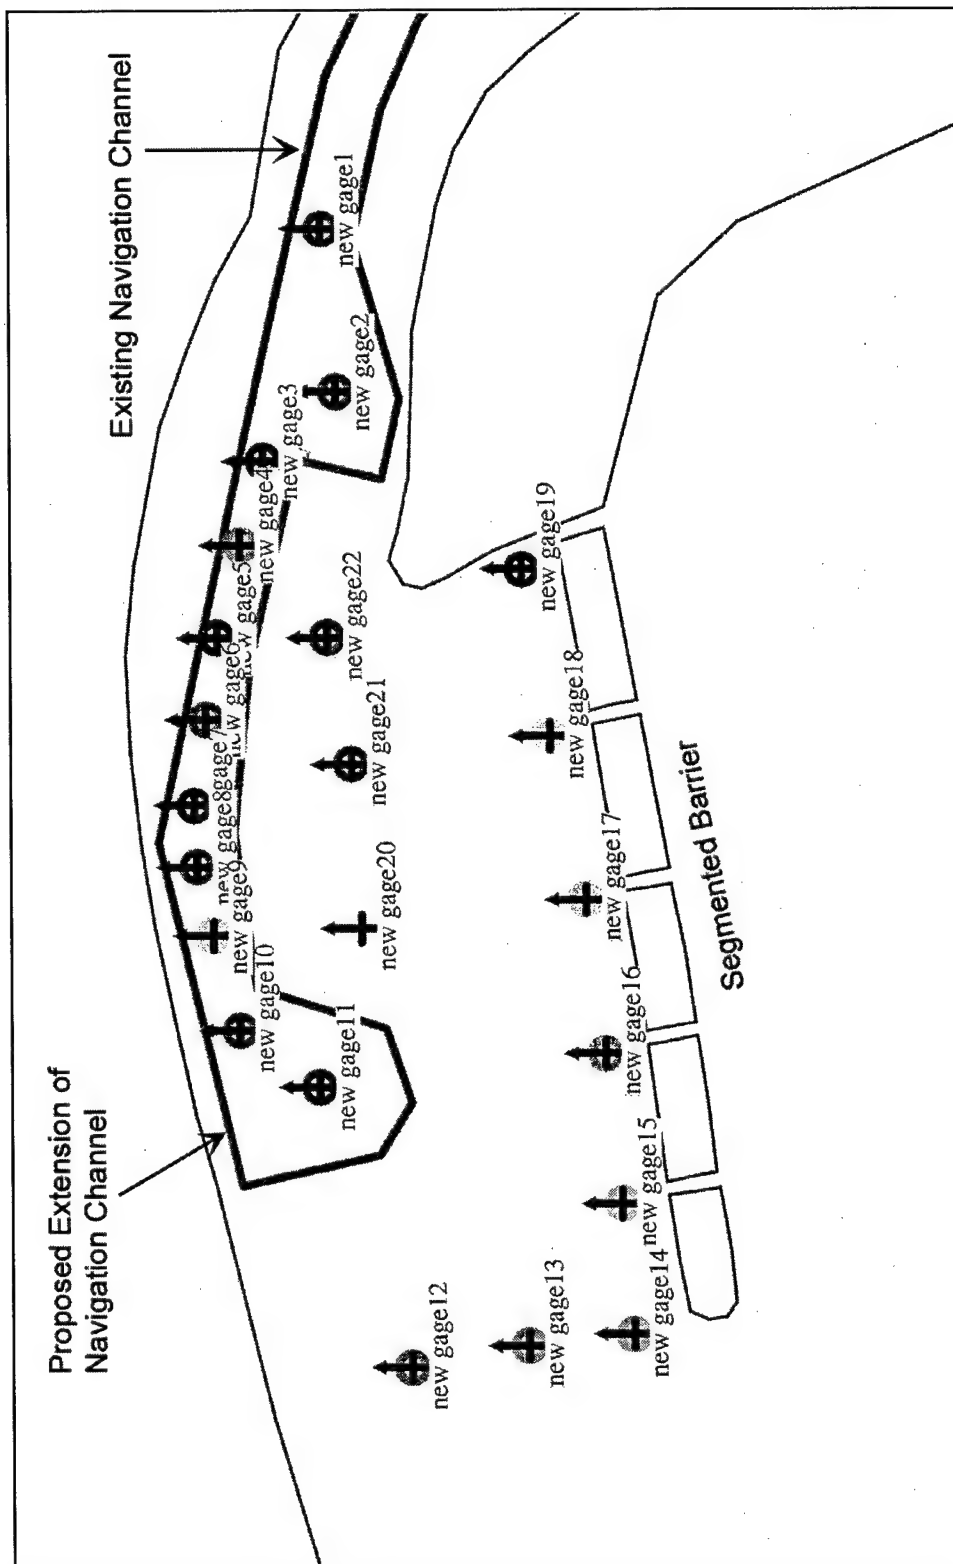 Existing Navigation Channel
Proposed Extension of
Navigation Channel
new gage1
new gage2
new gage3
new gage4
new gage5
new gage6
new gage7
new gage8
new gage9
new gage10
new gage11
new gage12
new gage13
new gage14
new gage15
new gage16
new gage17
new gage18
new gage19
new gage20
new gage21
new gage22
Segmented Barrier